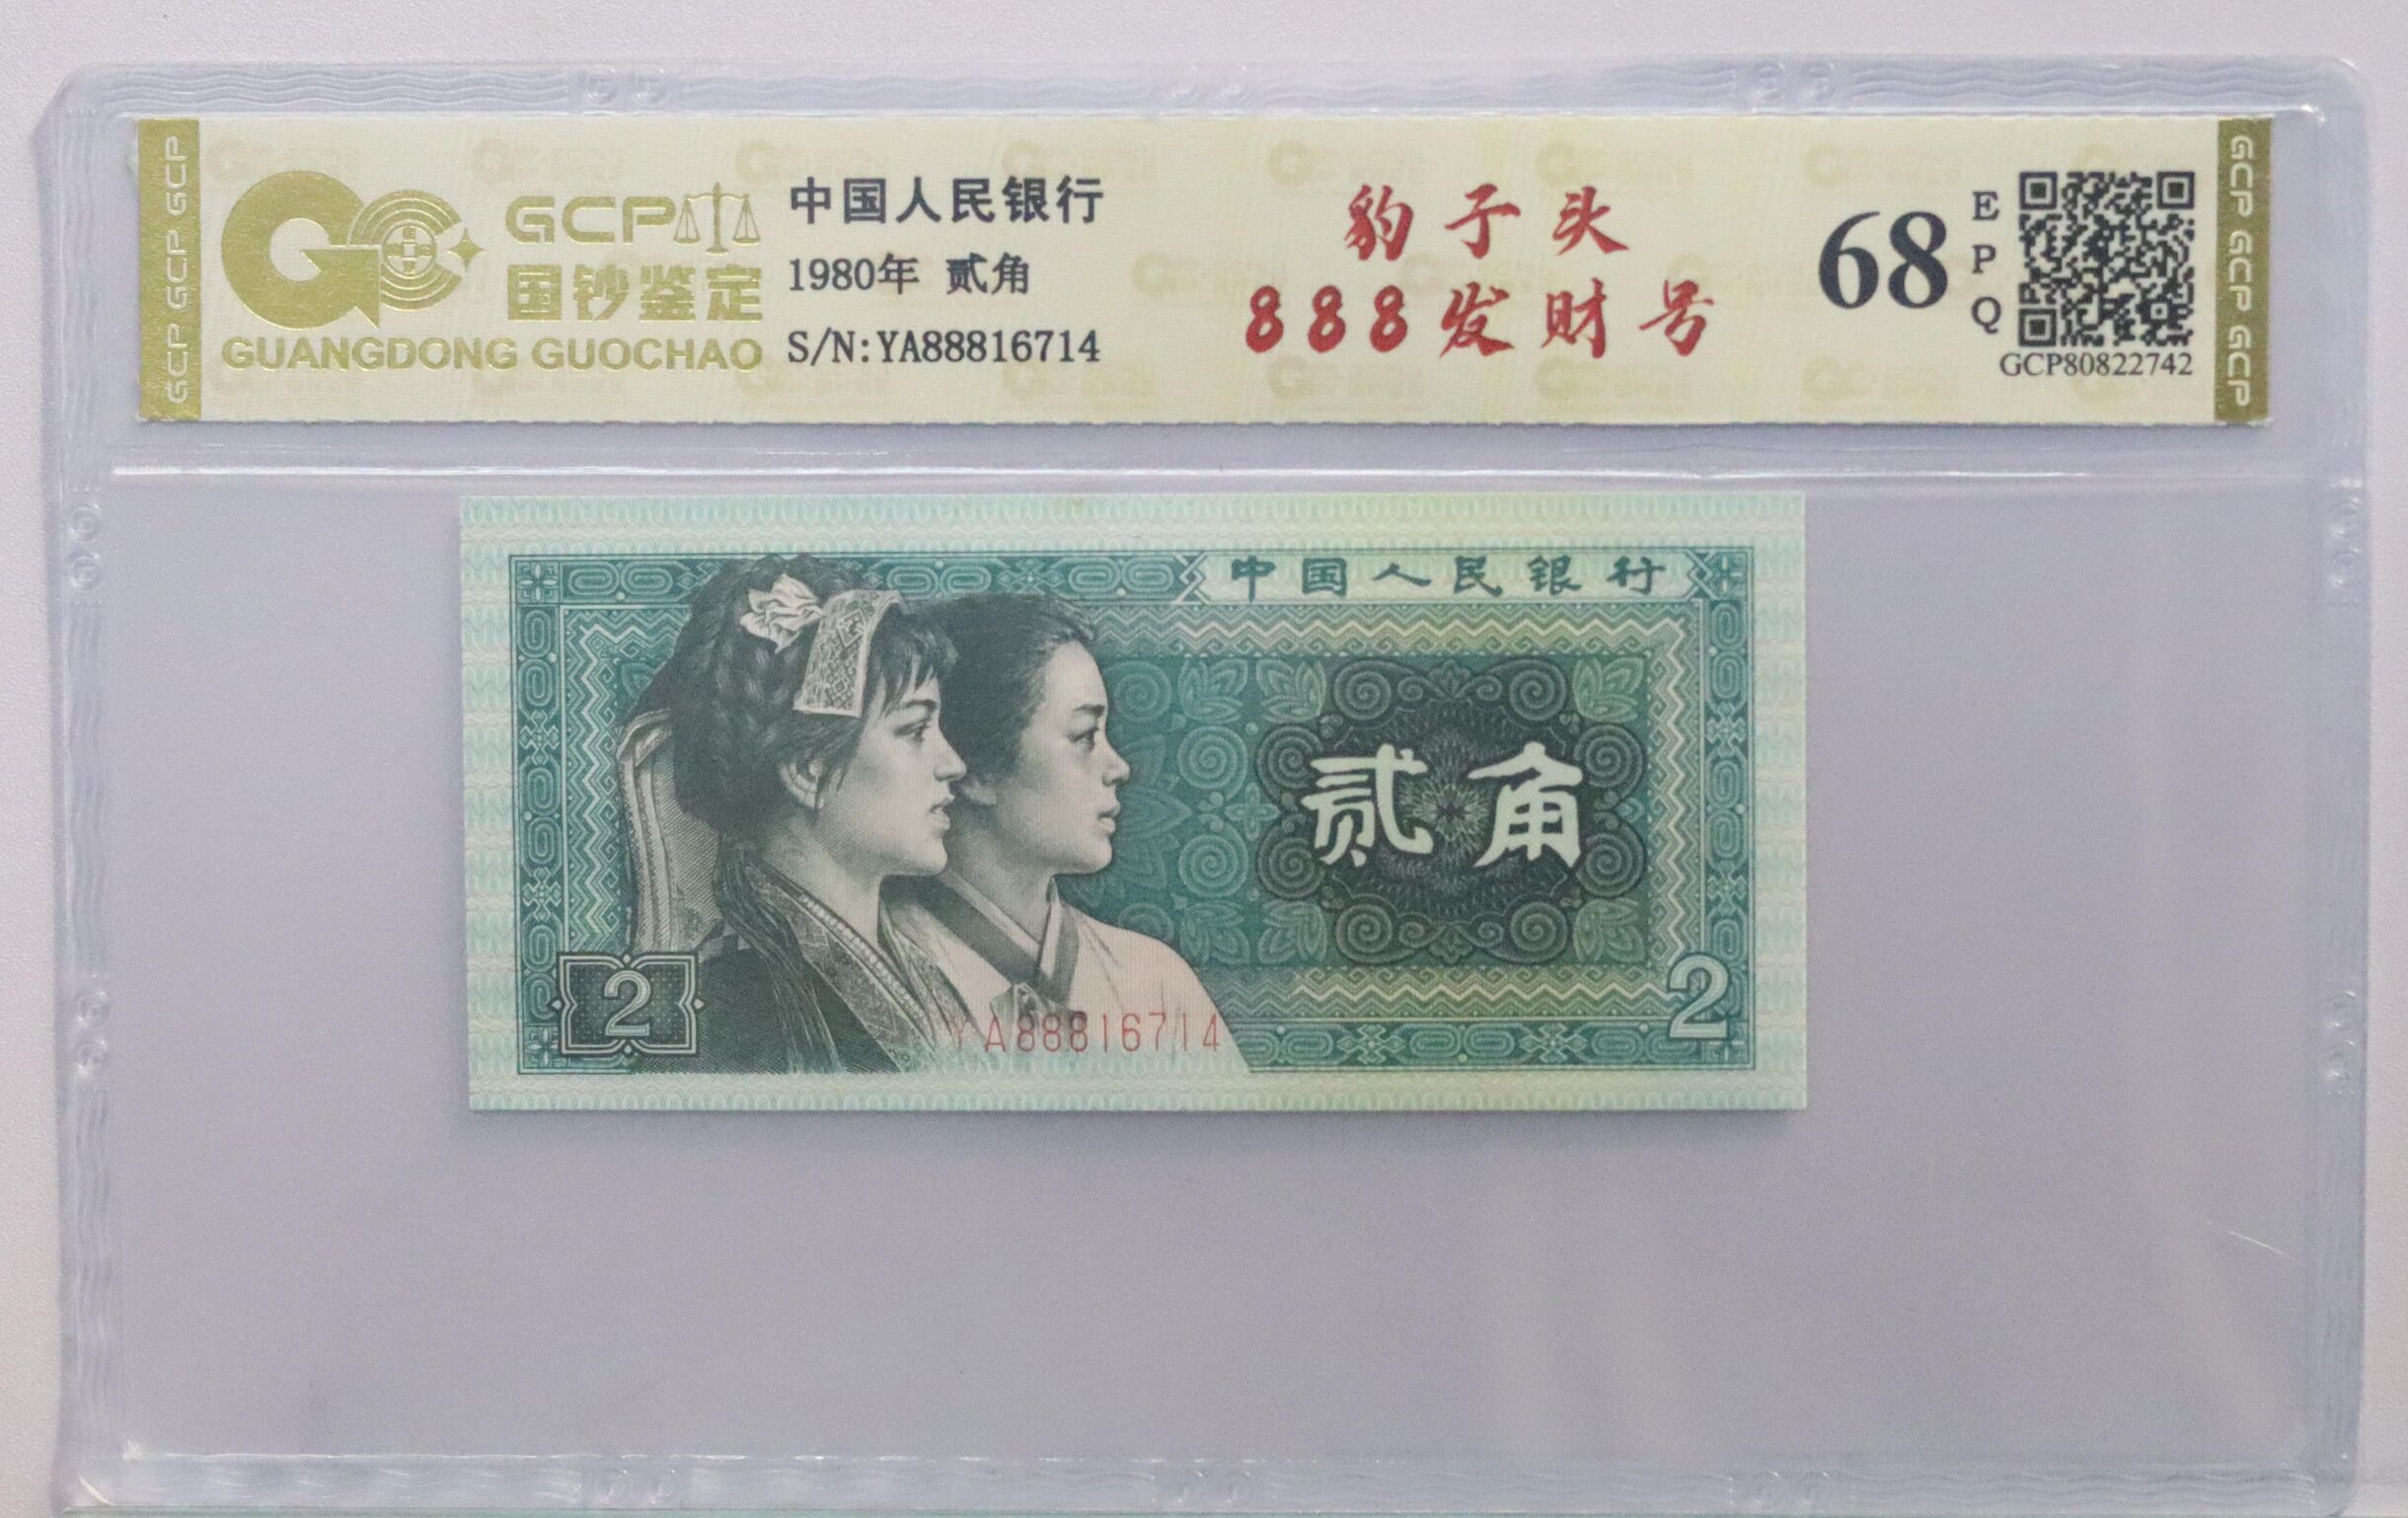 GCP GCP GCP
GCP
国钞鉴定
GUANGDONG GUOCHAO
中国人民银行
1980年 贰角
S/N:YA88816714
豹子头
888发财号
68
EPQ
GCP80822742
GCP GCP GCP
中国人民银行
贰角
2
YA88816714
2